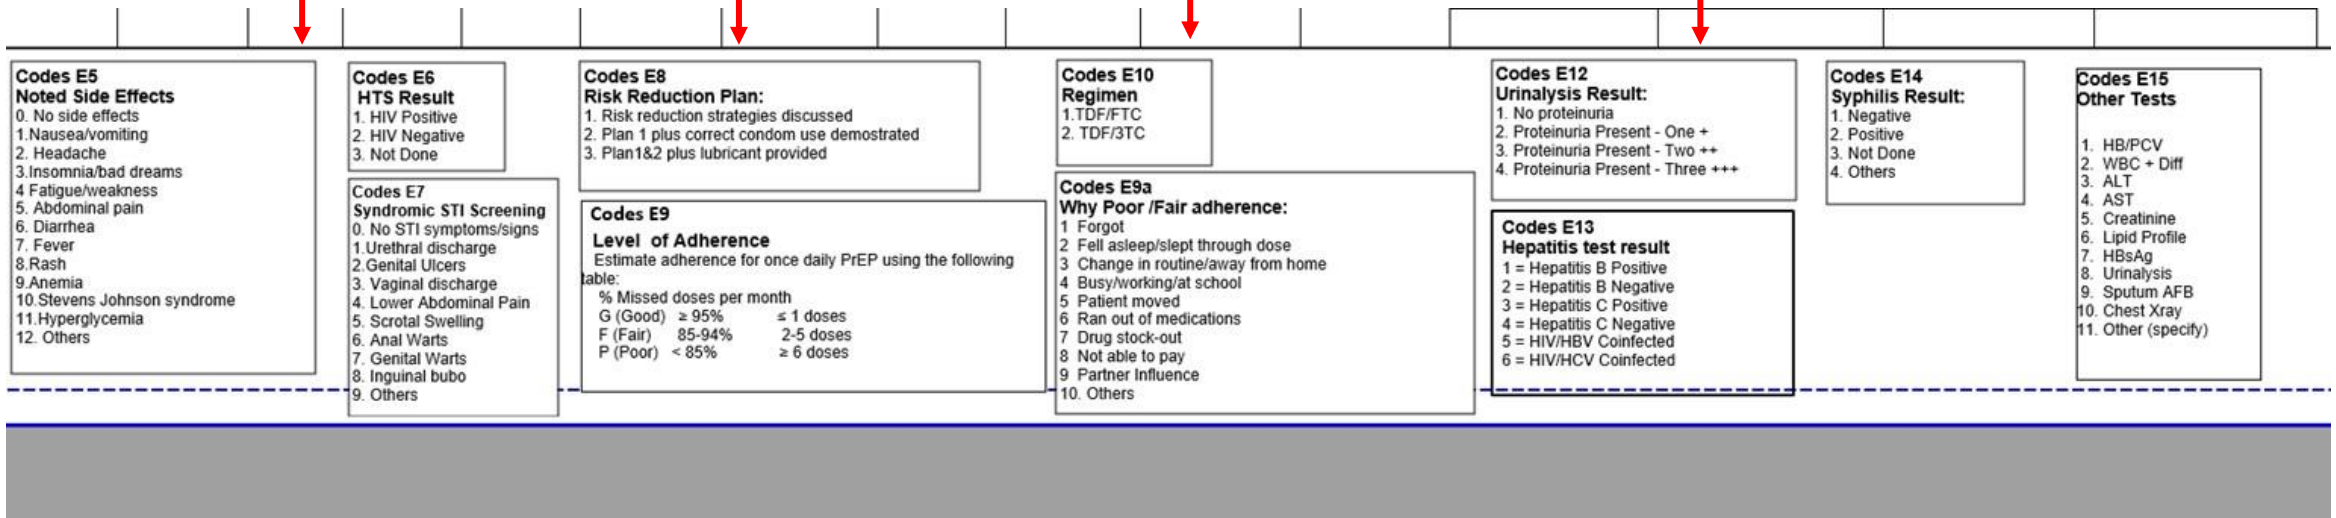 Codes E5
Noted Side Effects
0. No side effects
1.Nausea/vomiting
2. Headache
3.Insomnia/bad dreams
4 Fatigue/weakness
5. Abdominal pain
6. Diarrhea
7. Fever
8.Rash
9.Anemia
10.Stevens Johnson syndrome
11.Hyperglycemia
12. Others
Codes E6
HTS Result
1. HIV Positive
2. HIV Negative
3. Not Done
Codes E7
Syndromic STI Screening
0. No STI symptoms/signs
1.Urethral discharge
2.Genital Ulcers
3. Vaginal discharge
4. Lower Abdominal Pain
5. Scrotal Swelling
6. Anal Warts
7. Genital Warts
8. Inguinal bubo
9. Others
Codes E8
Risk Reduction Plan:
1. Risk reduction strategies discussed
2. Plan 1 plus correct condom use demostrated
3. Plan1&2 plus lubricant provided
Codes E9
Level of Adherence
Estimate adherence for once daily PrEP using the following
table:
% Missed doses per month
G (Good) ≥ 95% ≤ 1 doses
F (Fair) 85-94% 2-5 doses
P (Poor) < 85% ≥ 6 doses
Codes E10
Regimen
1.TDF/FTC
2. TDF/3TC
Codes E9a
Why Poor /Fair adherence:
1 Forgot
2 Fell asleep/slept through dose
3 Change in routine/away from home
4 Busy/working/at school
5 Patient moved
6 Ran out of medications
7 Drug stock-out
8 Not able to pay
9 Partner Influence
10. Others
Codes E12
Urinalysis Result:
1. No proteinuria
2. Proteinuria Present - One +
3. Proteinuria Present - Two ++
4. Proteinuria Present - Three +++
Codes E13
Hepatitis test result
1 = Hepatitis B Positive
2 = Hepatitis B Negative
3 = Hepatitis C Positive
4 = Hepatitis C Negative
5 = HIV/HBV Coinfected
6 = HIV/HCV Coinfected
Codes E14
Syphilis Result:
1. Negative
2. Positive
3. Not Done
4. Others
Codes E15
Other Tests
1. HB/PCV
2. WBC + Diff
3. ALT
4. AST
5. Creatinine
6. Lipid Profile
7. HBsAg
8. Urinalysis
9. Sputum AFB
10. Chest Xray
11. Other (specify)